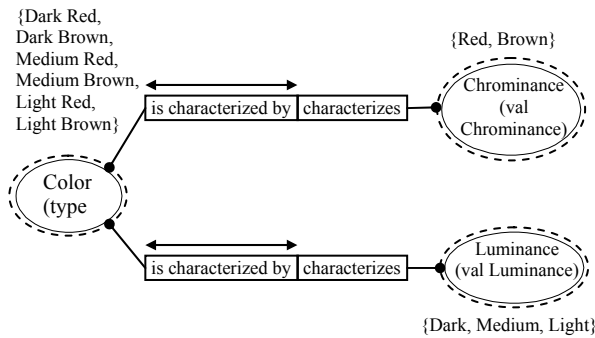 {Dark Red,
Dark Brown,
Medium Red,
Medium Brown,
Light Red,
Light Brown}
{Red, Brown}
is characterized by characterizes
Chrominance
(val
Chrominance)
Color
(type
is characterized by characterizes
Luminance
(val Luminance)
{Dark, Medium, Light}